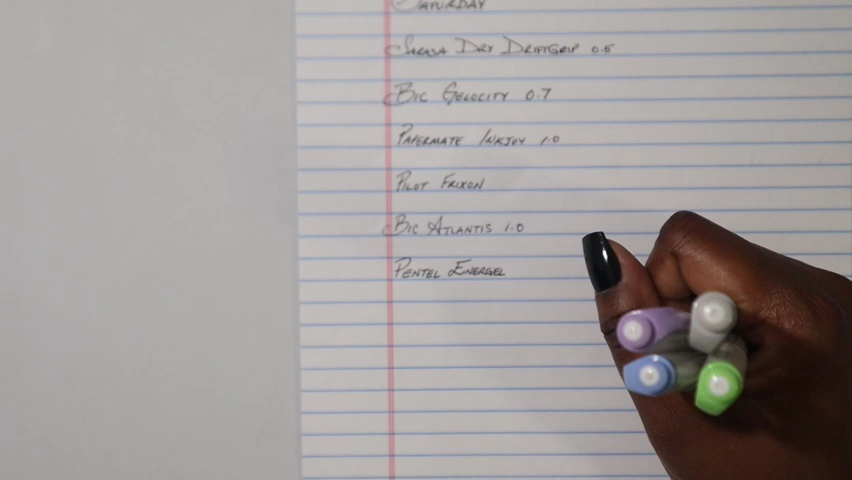 Saturday
Sarasa Dry Driftgrip 0.5
Bic Gelocity 0.7
Papermate Inkjoy 1.0
Pilot Frixon
Bic Atlantis 1.0
Pentel Energel